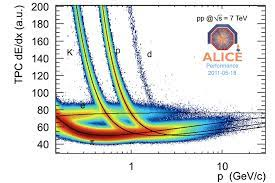 TPC dE/dx (a.u.)
200
180
160
140
120
100
80
60
40
pp @ √s = 7 TeV
ALICE
Performance
2011-05-18
K
p
d
e
1
10
p (GeV/c)